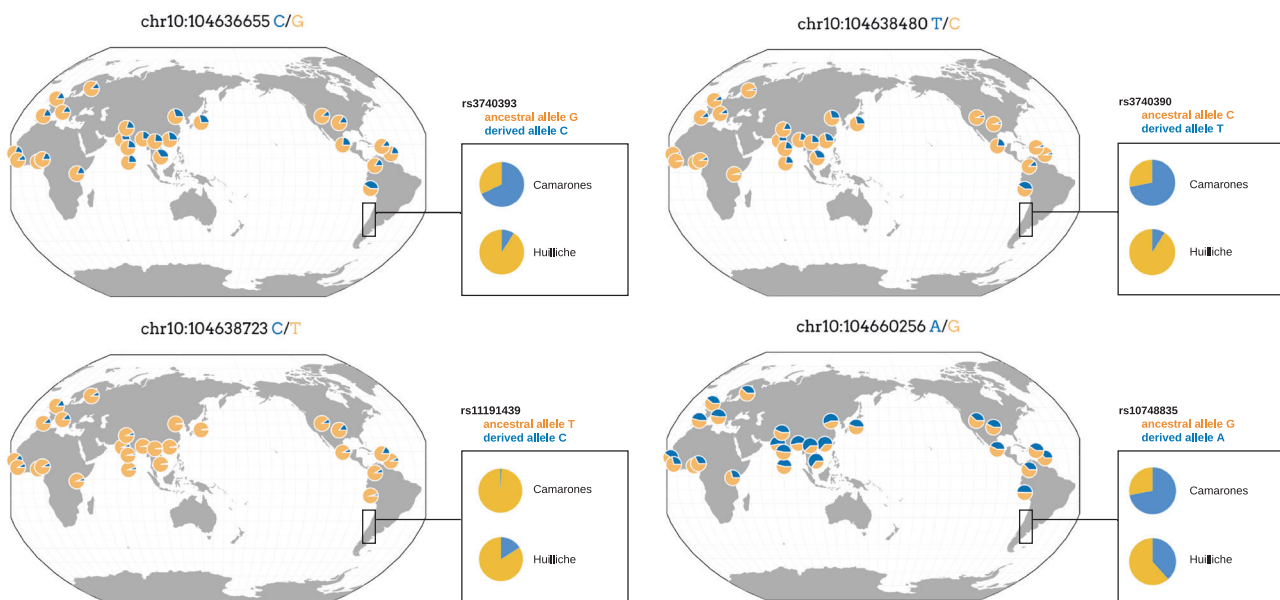 chr10:104636655 C/G
rs3740393
ancestral allele G
derived allele C
Camarones
Huilliche
chr10:104638480 T/C
rs3740390
ancestral allele C
derived allele T
Camarones
Huilliche
chr10:104638723 C/T
rs11191439
ancestral allele T
derived allele C
Camarones
Huilliche
chr10:104660256 A/G
rs10748835
ancestral allele G
derived allele A
Camarones
Huilliche